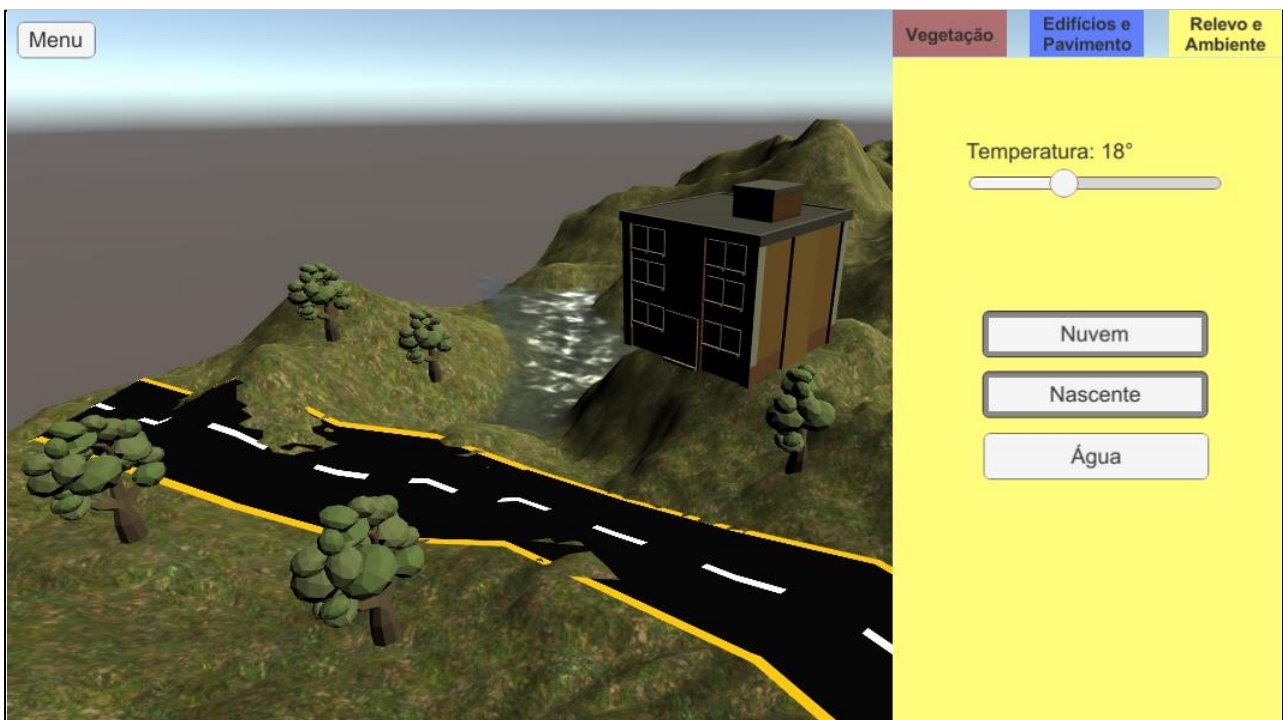 Menu
Vegetação
Edifícios e
Pavimento
Relevo e
Ambiente
Temperatura: 18°
Nuvem
Nascente
Água